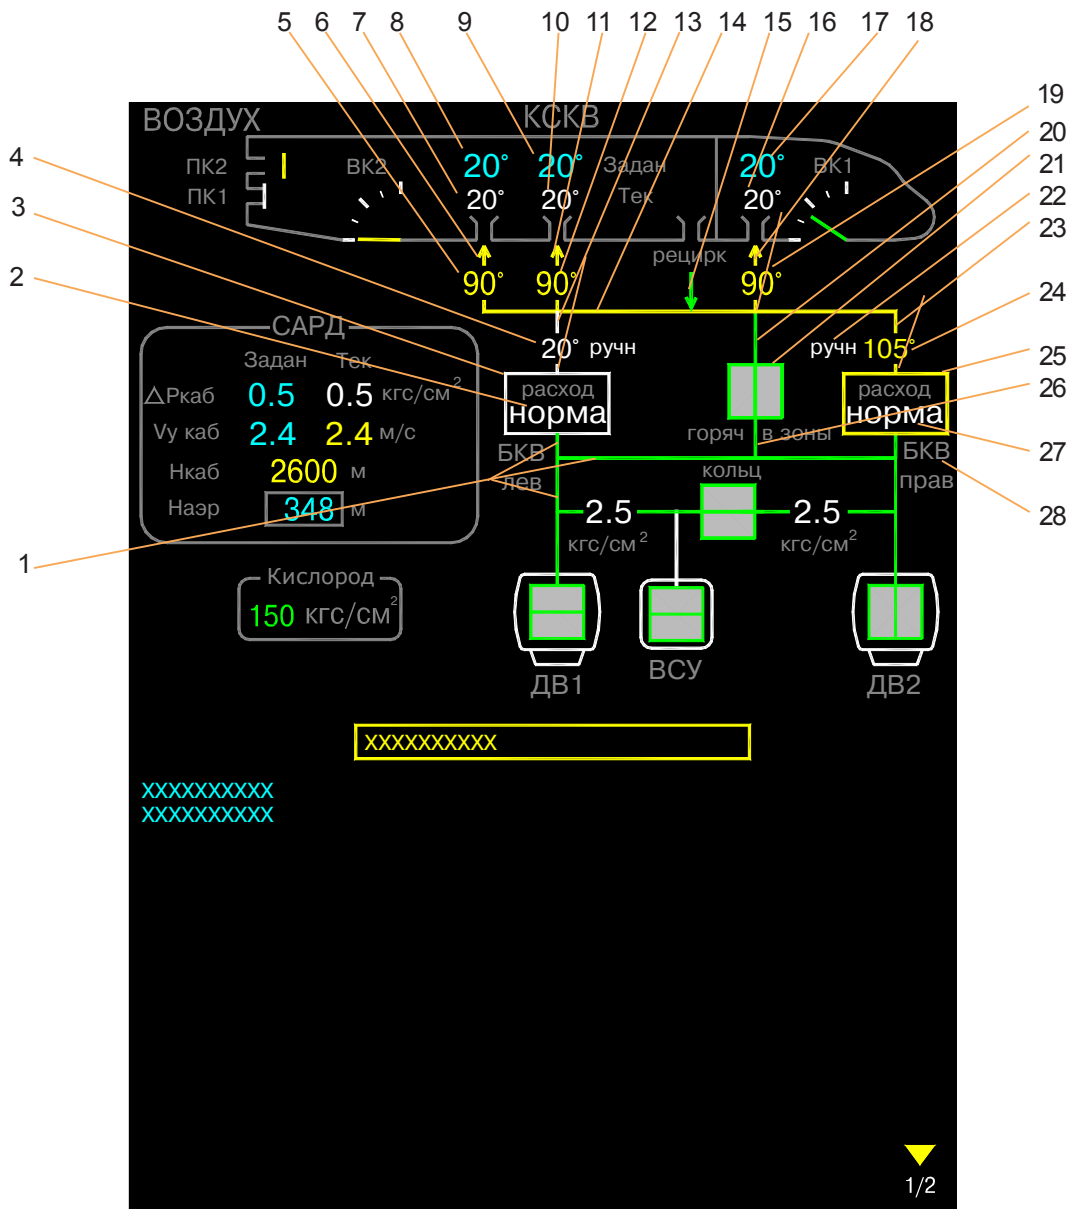 5 6 7 8 9 10 11 12 13 14 15 16 17 18
19
20
21
22
23
24
25
26
27
28
4
3
2
1
ВОЗДУХ КСКВ
ПК2 ВК2 20° 20° Задан 20° ВК1
ПК1 20° 20° Тек 20°
рецирк
90° 90° 90°
САРД
Задан Тек
△Ркаб 0.5 0.5 кгс/см²
Vy каб 2.4 2.4 м/с
Нкаб 2600 м
Наэр 348 м
20° ручн ручн 105°
расход расход
норма норма
горяч в зоны
БКВ лев
БКВ прав
кольц
2.5 2.5
кгс/см² кгс/см²
Кислород
150 кгс/см²
ДВ1 ВСУ ДВ2
XXXXXXXXXX
XXXXXXXXXX
XXXXXXXXXX
1/2